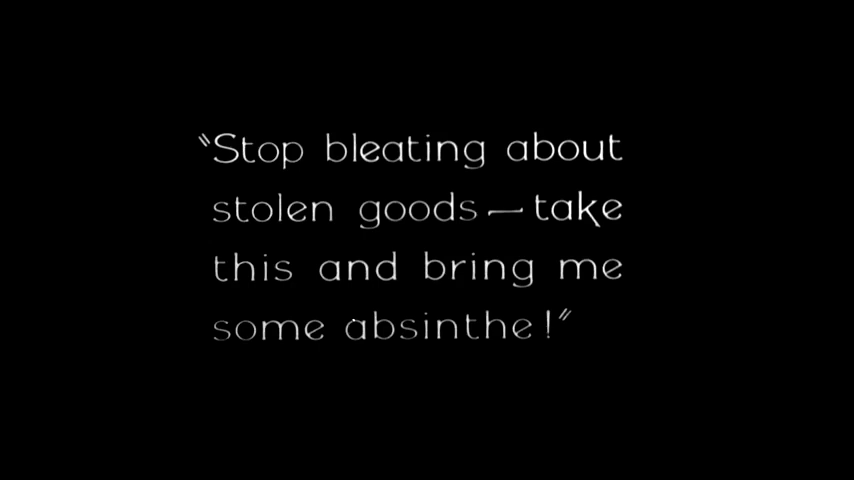 "Stop bleating about
stolen goods — take
this and bring me
some absinthe!"